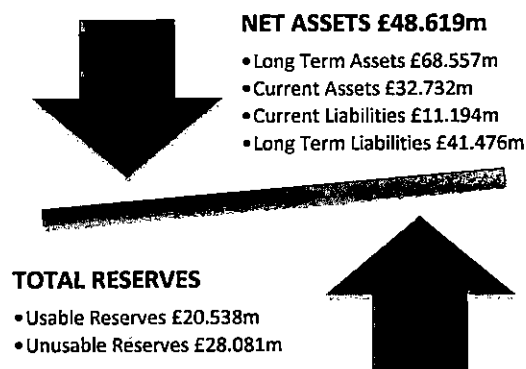 NET ASSETS £48.619m
•Long Term Assets £68.557m
•Current Assets £32.732m
•Current Liabilities £11.194m
•Long Term Liabilities £41.476m
TOTAL RESERVES
•Usable Reserves £20.538m
•Unusable Reserves £28.081m